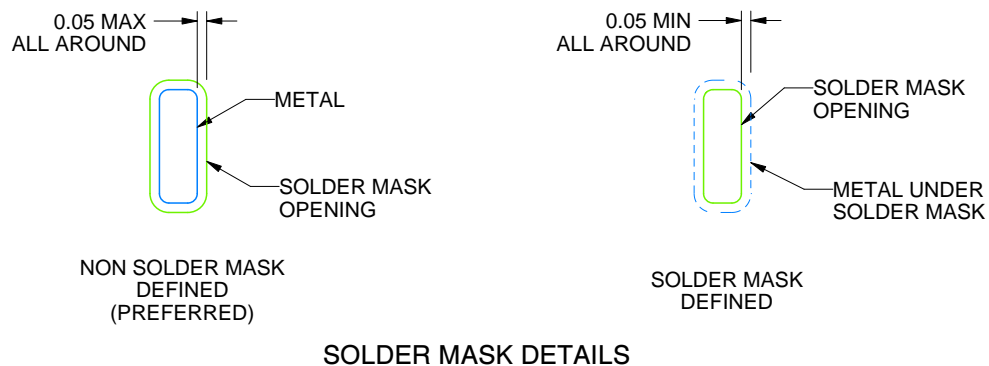 0.05 MAX
ALL AROUND
METAL
SOLDER MASK
OPENING
NON SOLDER MASK
DEFINED
(PREFERRED)
0.05 MIN
ALL AROUND
SOLDER MASK
OPENING
METAL UNDER
SOLDER MASK
SOLDER MASK
DEFINED
SOLDER MASK DETAILS